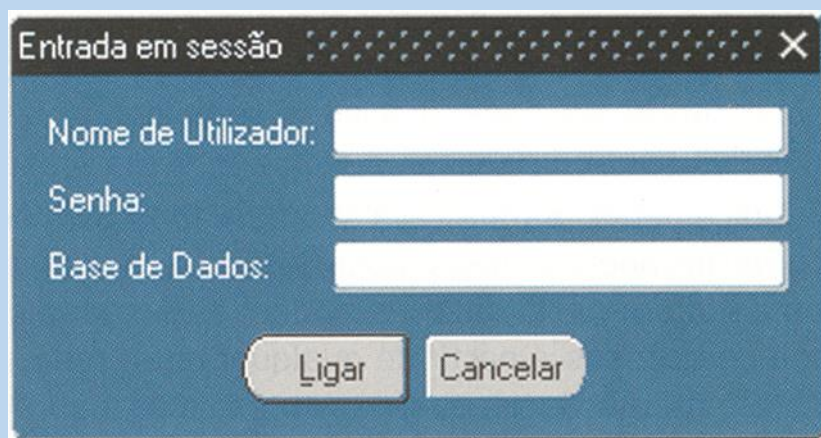 Entrada em sessão
Nome de Utilizador:
Senha:
Base de Dados:
Ligar Cancelar